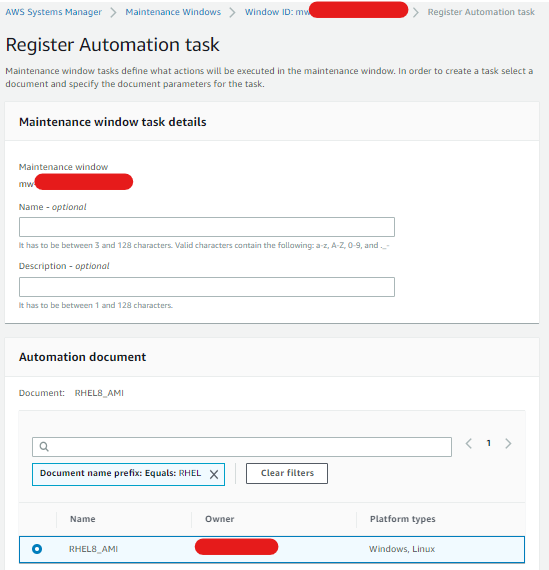 AWS Systems Manager > Maintenance Windows > Window ID: mw > Register Automation task
Register Automation task
Maintenance window tasks define what actions will be executed in the maintenance window. In order to create a task select a
document and specify the document parameters for the task.
Maintenance window task details
Maintenance window
mw-
Name - optional
It has to be between 3 and 128 characters. Valid characters contain the following: a-z, A-Z, 0-9, and ._-
Description - optional
It has to be between 1 and 128 characters.
Automation document
Document: RHEL8_AMI
1
Document name prefix: Equals: RHEL
Clear filters
Name Owner Platform types
RHEL8_AMI Windows, Linux